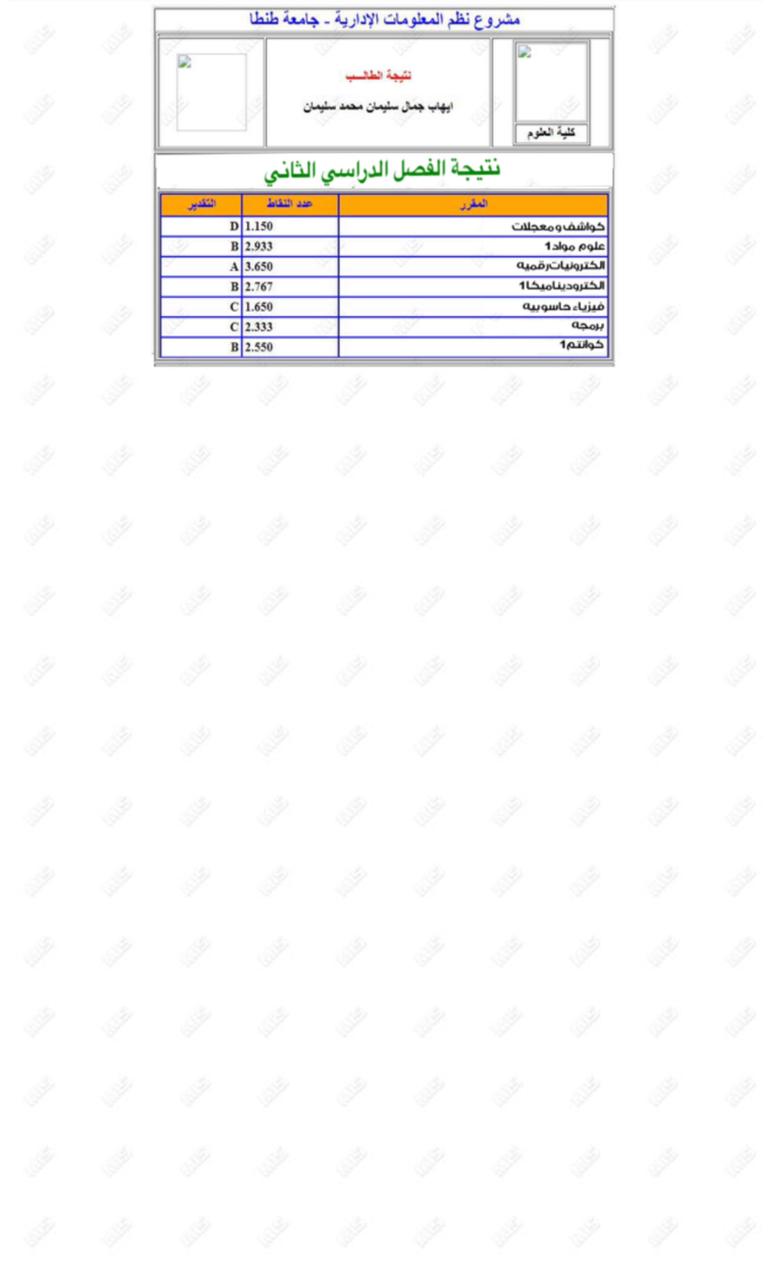 مشروع نظم المعلومات الإدارية - جامعة طنطا
نتيجة الطالب
ايهاب جمال سليمان محمد سليمان
كلية العلوم
نتيجة الفصل الدراسي الثاني
المقرر عدد النقاط التقدير
كواشف ومعجلات 1.150 D
علوم مواد1 2.933 B
الكترونيات رقميه 3.650 A
الكتروديناميكا1 2.767 B
فيزياء حاسوبيه 1.650 C
برمجه 2.333 C
كوانتم1 2.550 B